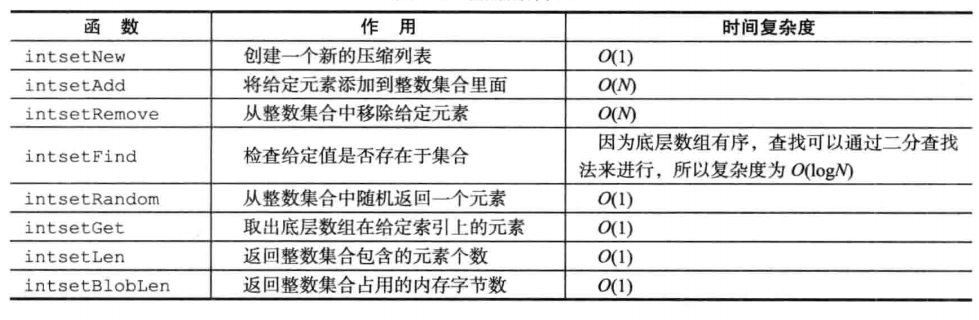 函 数 作 用 时间复杂度
intsetNew 创建一个新的压缩列表 O(1)
intsetAdd 将给定元素添加到整数集合里面 O(N)
intsetRemove 从整数集合中移除给定元素 O(N)
intsetFind 检查给定值是否存在于集合 因为底层数组有序，查找可以通过二分查找
法来进行，所以复杂度为 O(logN)
intsetRandom 从整数集合中随机返回一个元素 O(1)
intsetGet 取出底层数组在给定索引上的元素 O(1)
intsetLen 返回整数集合包含的元素个数 O(1)
intsetBlobLen 返回整数集合占用的内存字节数 O(1)